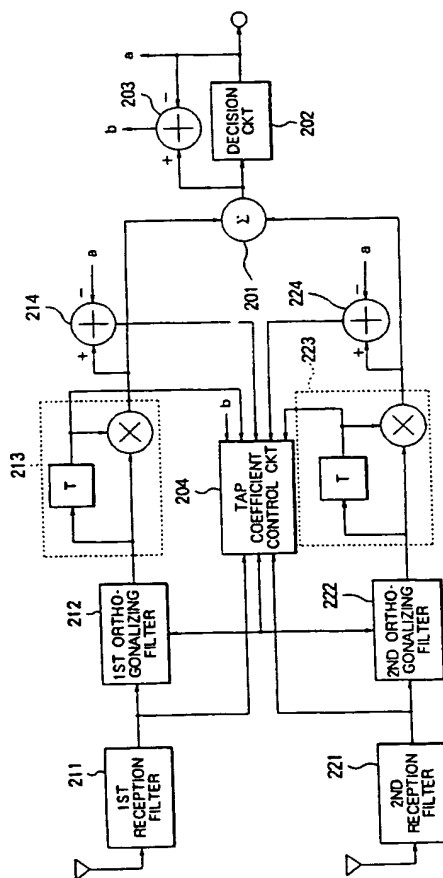 211
1ST
RECEPTION
FILTER
212
1ST ORTHO-
GONALIZING
FILTER
213
T
214
+
-
a
221
2ND
RECEPTION
FILTER
222
2ND ORTHO-
GONALIZING
FILTER
223
T
224
+
-
a
204
TAP
COEFFICIENT
CONTROL CKT
b
Σ
201
DECISION
CKT
202
203
+
-
a
b